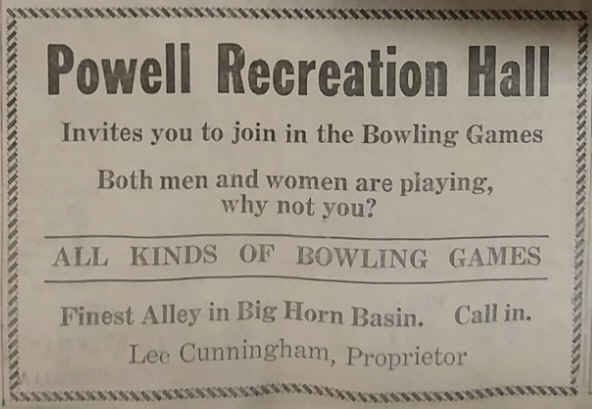 Powell Recreation Hall
Invites you to join in the Bowling Games
Both men and women are playing,
why not you?
ALL KINDS OF BOWLING GAMES
Finest Alley in Big Horn Basin. Call in.
Lee Cunningham, Proprietor